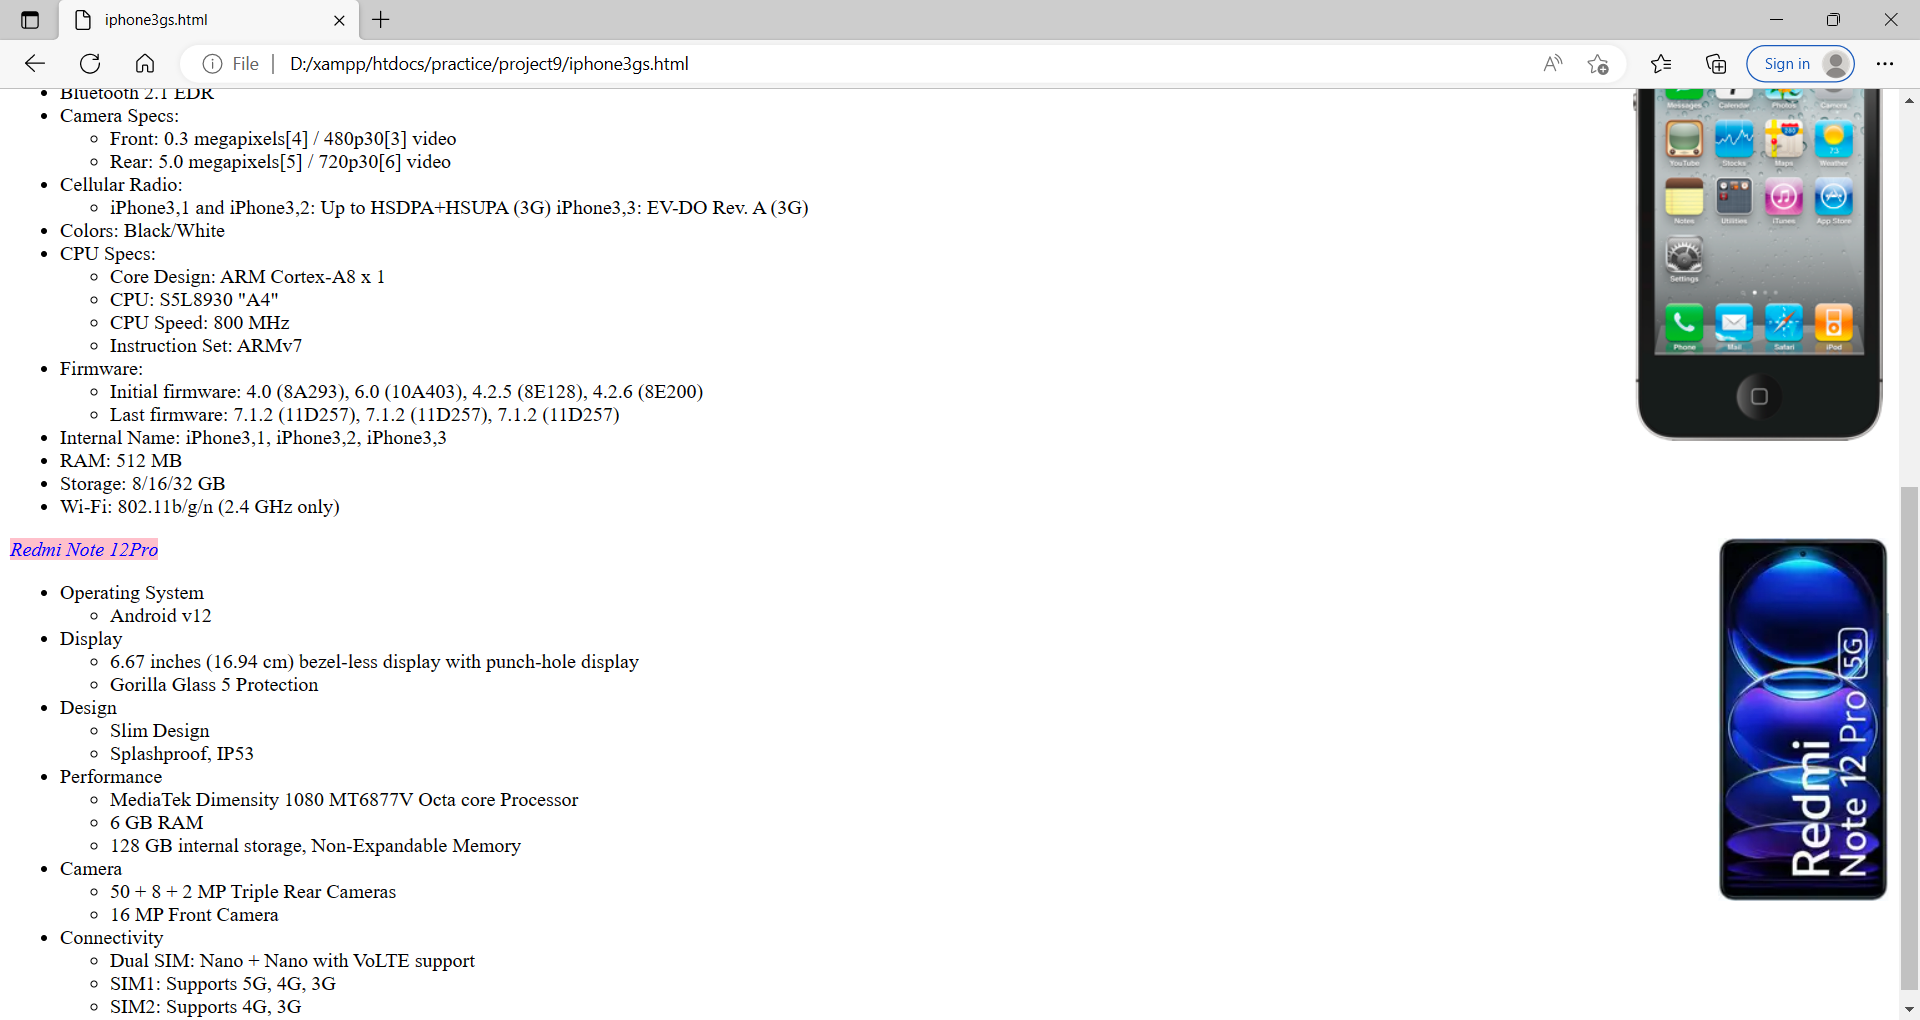 iphone3gs.html
File
D:/xampp/htdocs/practice/project9/iphone3gs.html
Sign in
Bluetooth 2.1 EDR
Camera Specs:
Front: 0.3 megapixels[4] / 480p30[3] video
Rear: 5.0 megapixels[5] / 720p30[6] video
Cellular Radio:
iPhone3,1 and iPhone3,2: Up to HSDPA+HSUPA (3G) iPhone3,3: EV-DO Rev. A (3G)
Colors: Black/White
CPU Specs:
Core Design: ARM Cortex-A8 x 1
CPU: S5L8930 "A4"
CPU Speed: 800 MHz
Instruction Set: ARMv7
Firmware:
Initial firmware: 4.0 (8A293), 6.0 (10A403), 4.2.5 (8E128), 4.2.6 (8E200)
Last firmware: 7.1.2 (11D257), 7.1.2 (11D257), 7.1.2 (11D257)
Internal Name: iPhone3,1, iPhone3,2, iPhone3,3
RAM: 512 MB
Storage: 8/16/32 GB
Wi-Fi: 802.11b/g/n (2.4 GHz only)
Messages Calendar Photos Camera
YouTube Stocks Maps Weather
Notes Utilities iTunes App Store
Settings
Phone Mail Safari iPod
Redmi Note 12Pro
Operating System
Android v12
Display
6.67 inches (16.94 cm) bezel-less display with punch-hole display
Gorilla Glass 5 Protection
Design
Slim Design
Splashproof, IP53
Performance
MediaTek Dimensity 1080 MT6877V Octa core Processor
6 GB RAM
128 GB internal storage, Non-Expandable Memory
Camera
50 + 8 + 2 MP Triple Rear Cameras
16 MP Front Camera
Connectivity
Dual SIM: Nano + Nano with VoLTE support
SIM1: Supports 5G, 4G, 3G
SIM2: Supports 4G, 3G
Redmi
Note 12 Pro 5G